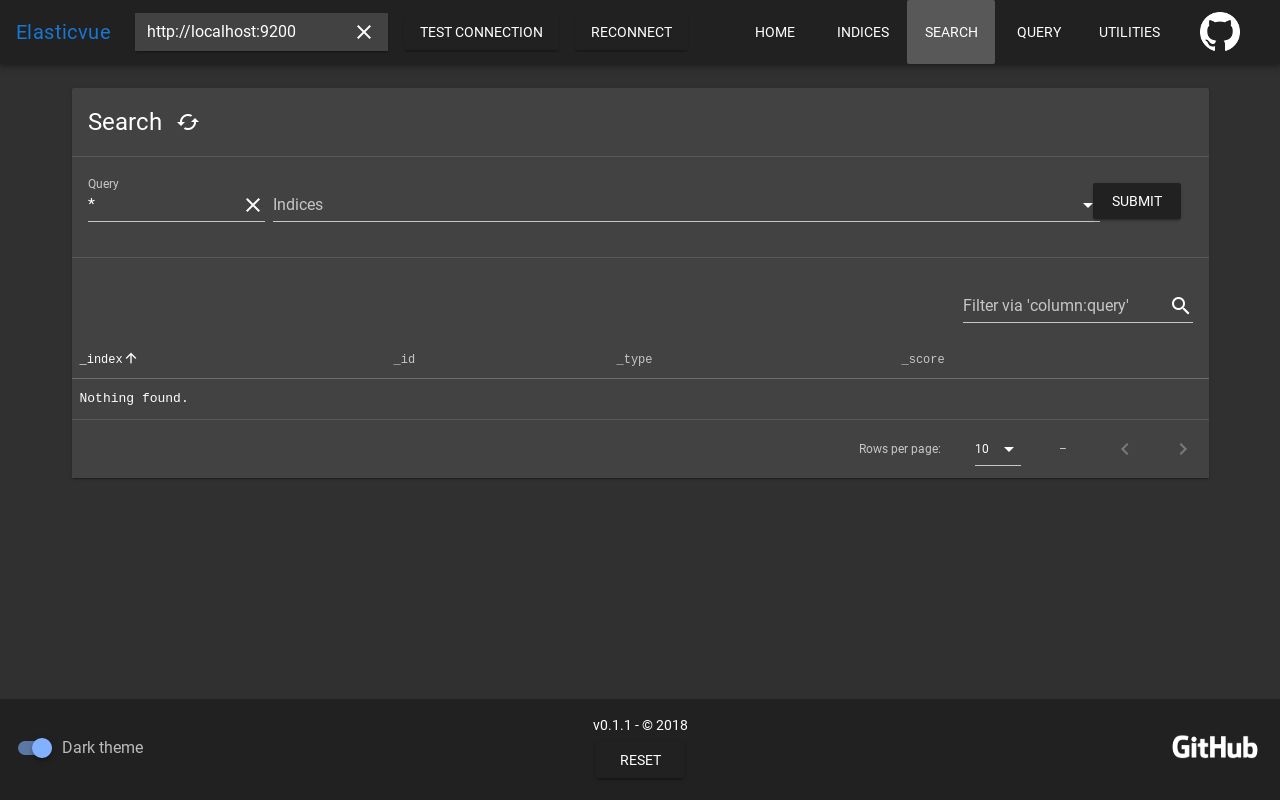 Elasticvue
http://localhost:9200
TEST CONNECTION
RECONNECT
HOME
INDICES
SEARCH
QUERY
UTILITIES
Search
Query
*
Indices
SUBMIT
Filter via 'column:query'
_index
_id
_type
_score
Nothing found.
Rows per page:
10
–
Dark theme
v0.1.1 - © 2018
RESET
GitHub